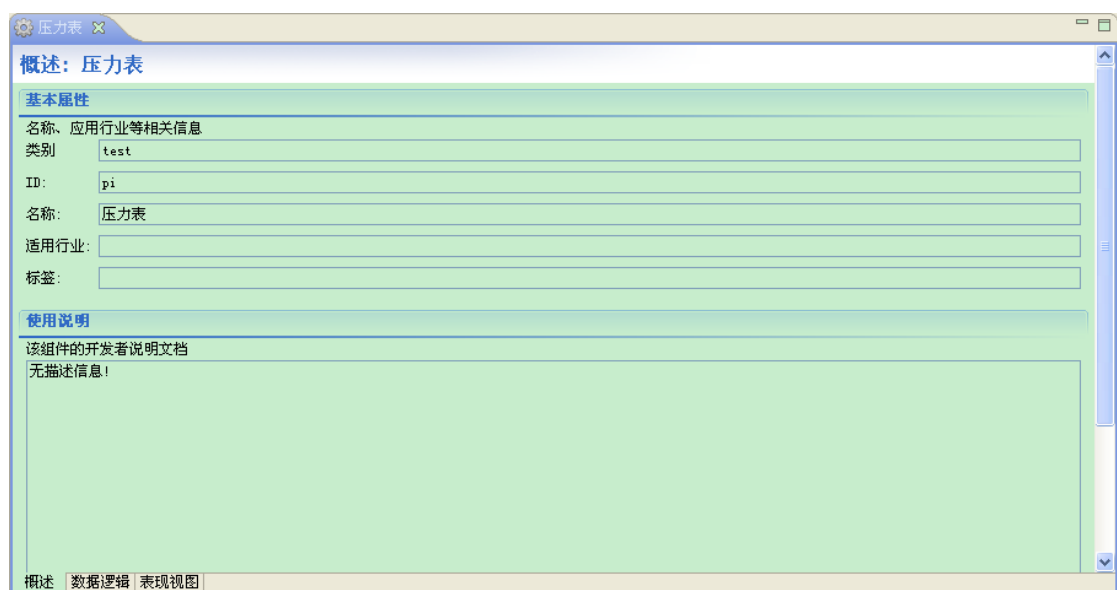 压力表
概述: 压力表
基本属性
名称、应用行业等相关信息
类别 test
ID: pi
名称: 压力表
适用行业:
标签:
使用说明
该组件的开发者说明文档
无描述信息!
概述 数据逻辑 表现视图